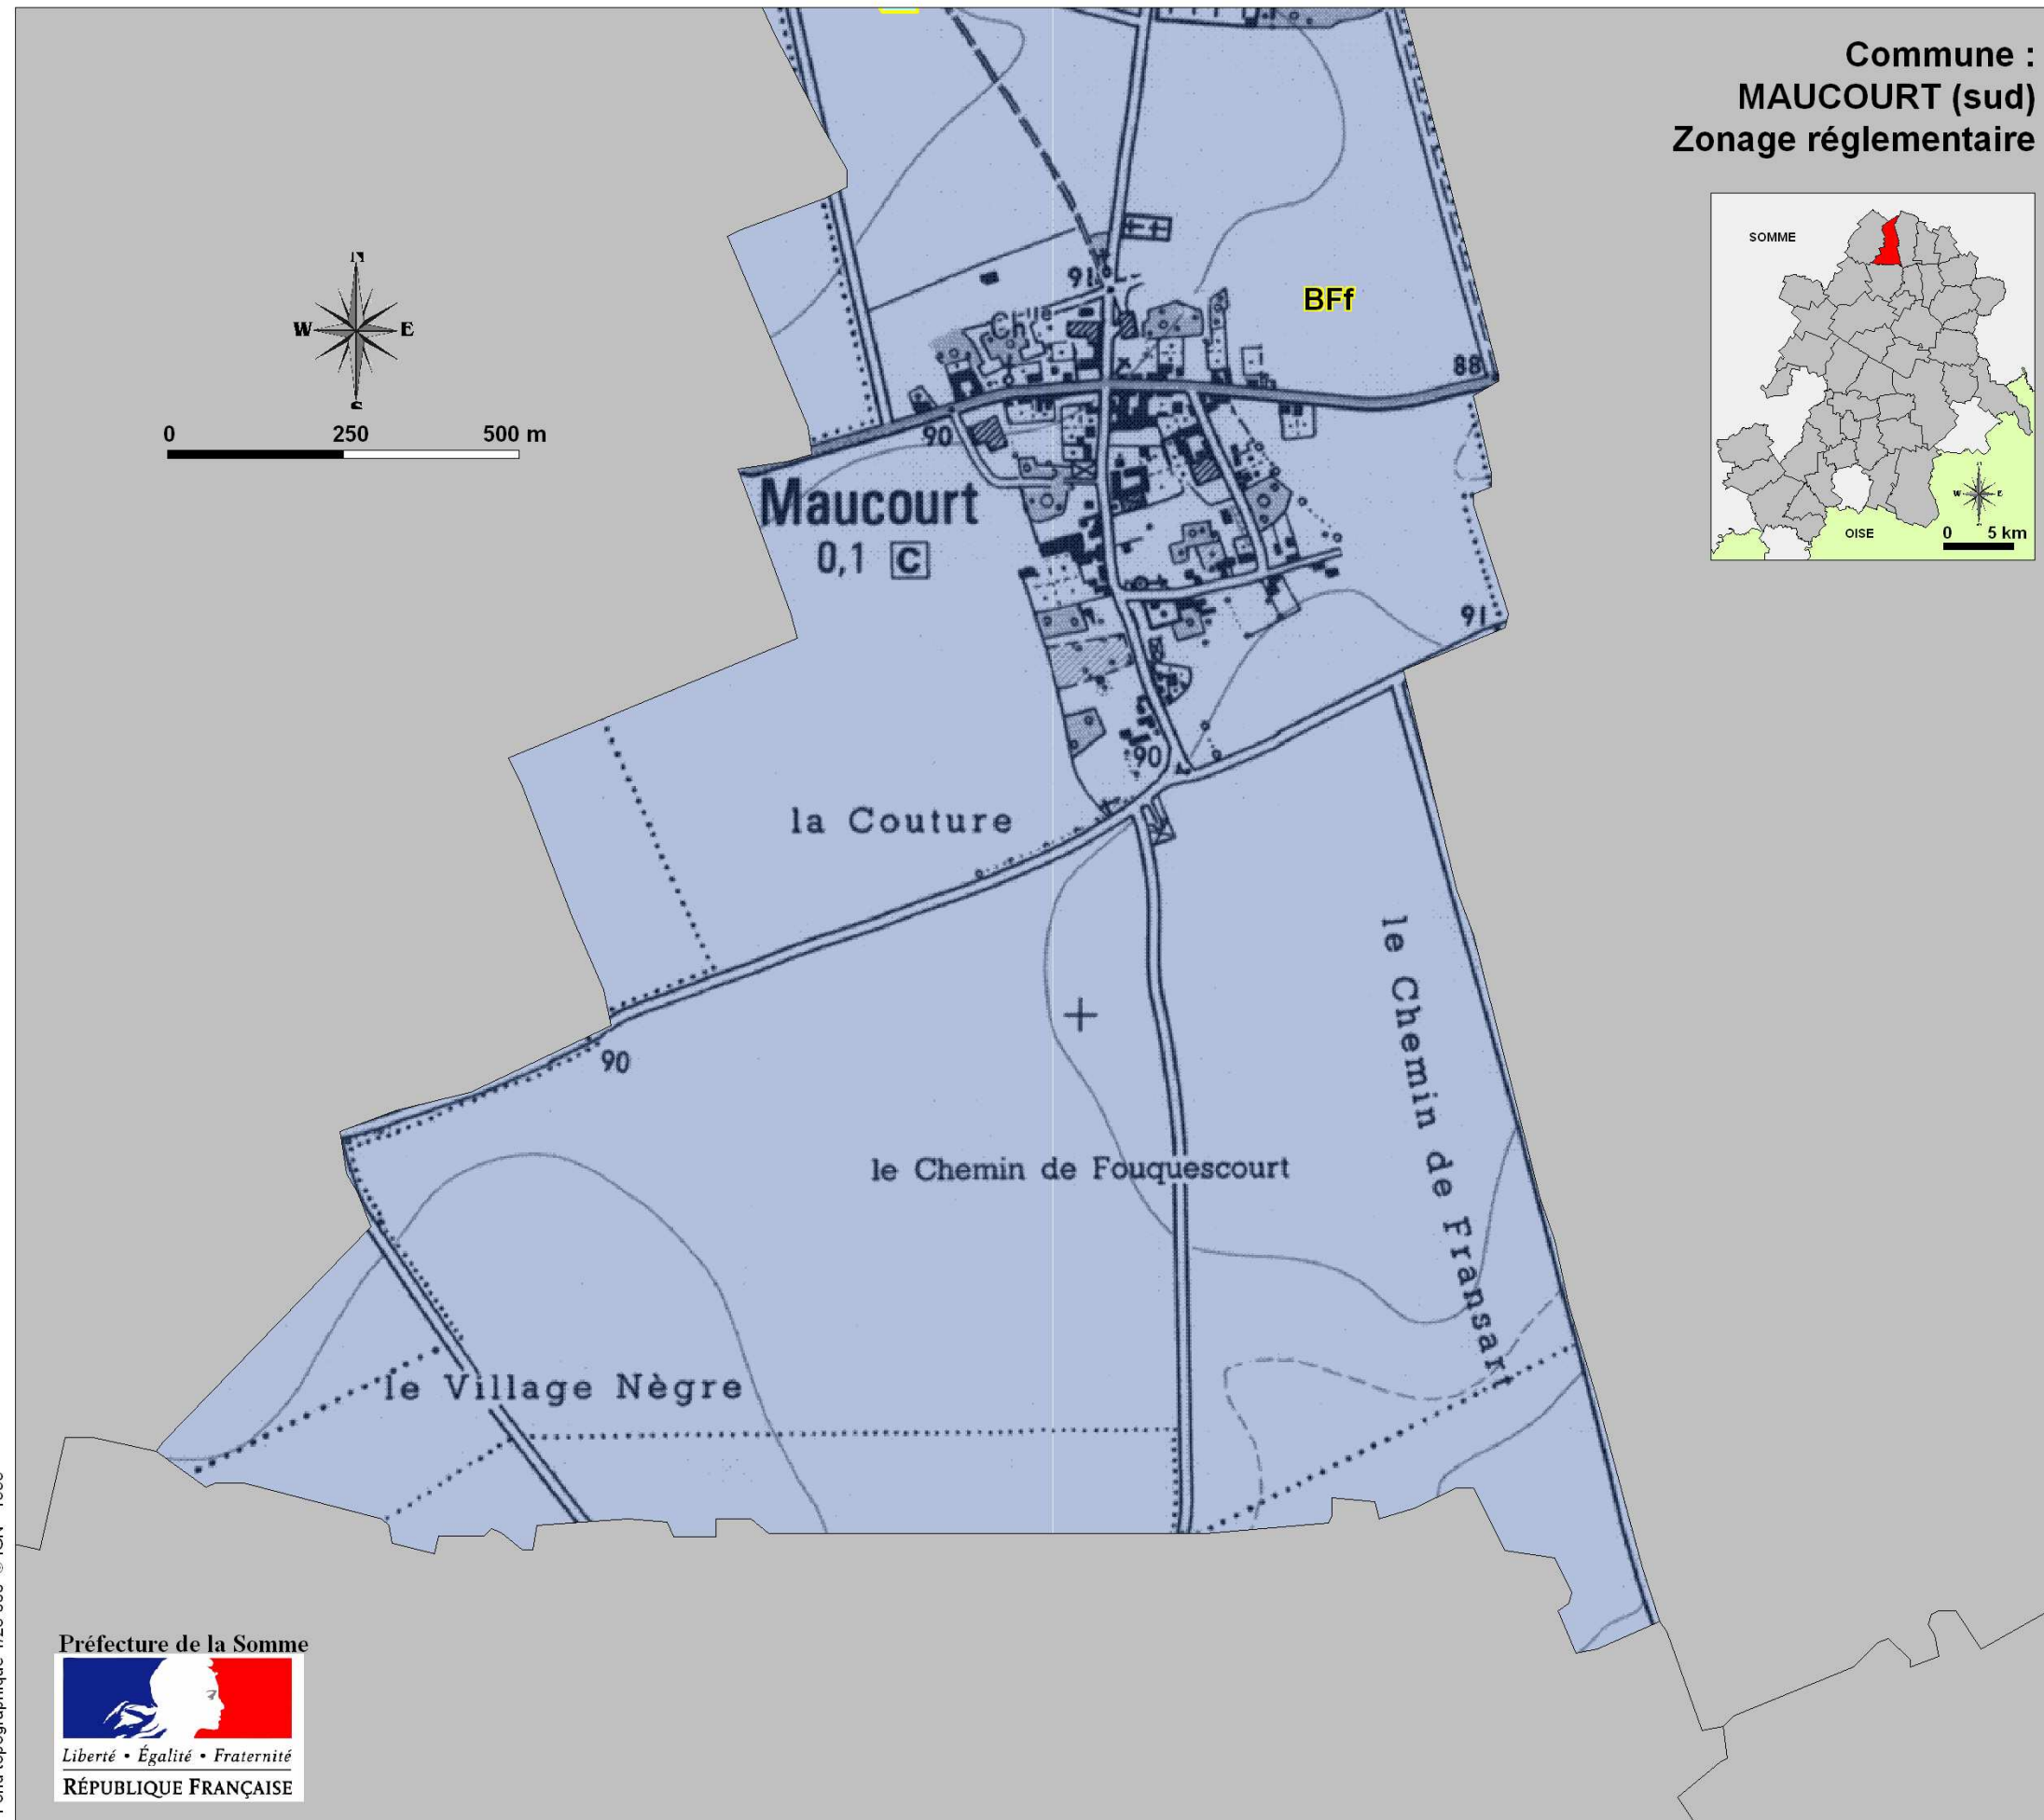 Commune :
MAUCOURT (sud)
Zonage réglementaire
SOMME
N
W E
S
OISE
0 5 km
N
W E
S
0 250 500 m
BFf
91
Chlle
88
90
Maucourt
0,1 C
91
90
la Couture
90
le Chemin de Fouquescourt
le Chemin de Fransart
le Village Nègre
Préfecture de la Somme
Liberté • Égalité • Fraternité
RÉPUBLIQUE FRANÇAISE